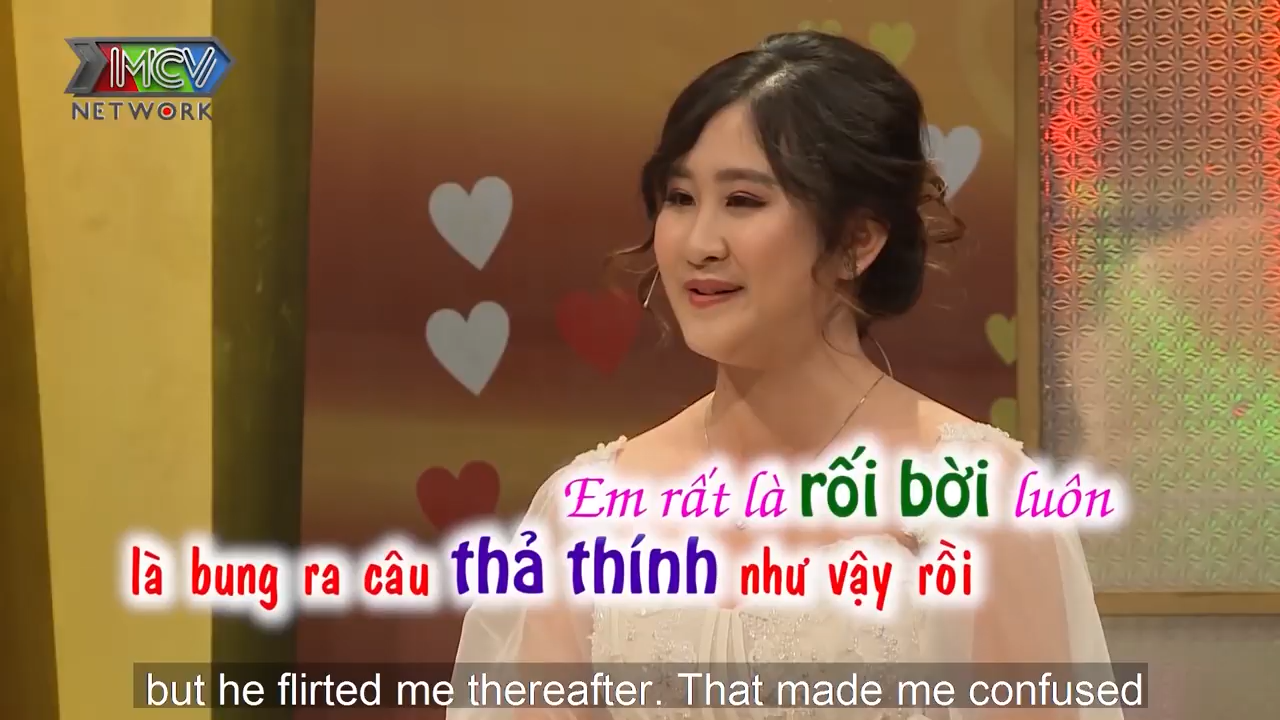 MCV
NETWORK
Em rất là rối bời luôn
là bung ra câu thả thính như vậy rồi
but he flirted me thereafter. That made me confused